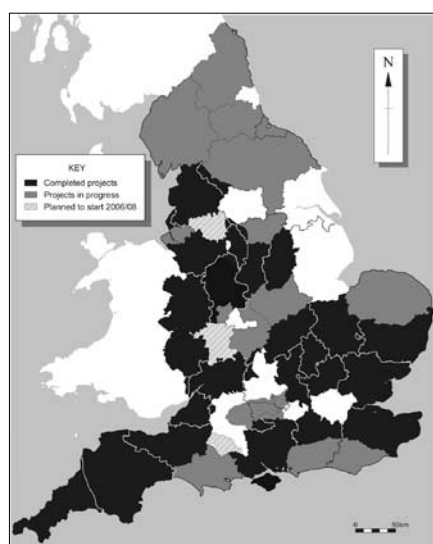 N
KEY
Completed projects
Projects in progress
Planned to start 2006/08
0 50km